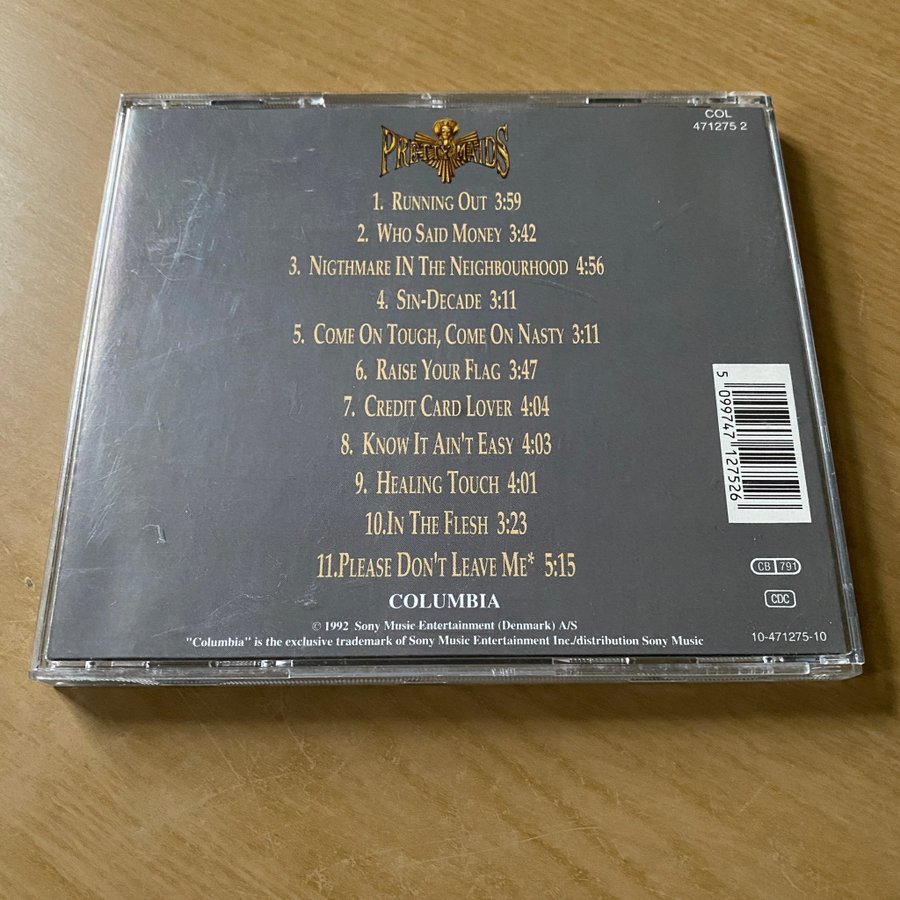 COL
471275 2
PRETTY MAIDS
1. RUNNING OUT 3:59
2. WHO SAID MONEY 3:42
3. NIGTHMARE IN THE NEIGHBOURHOOD 4:56
4. SIN-DECADE 3:11
5. COME ON TOUGH, COME ON NASTY 3:11
6. RAISE YOUR FLAG 3:47
7. CREDIT CARD LOVER 4:04
8. KNOW IT AIN'T EASY 4:03
9. HEALING TOUCH 4:01
10.IN THE FLESH 3:23
11.PLEASE DON'T LEAVE ME* 5:15
5 099747 127526
COLUMBIA
© 1992 Sony Music Entertainment (Denmark) A/S
"Columbia" is the exclusive trademark of Sony Music Entertainment Inc./distribution Sony Music
CB 791
CDC
10-471275-10